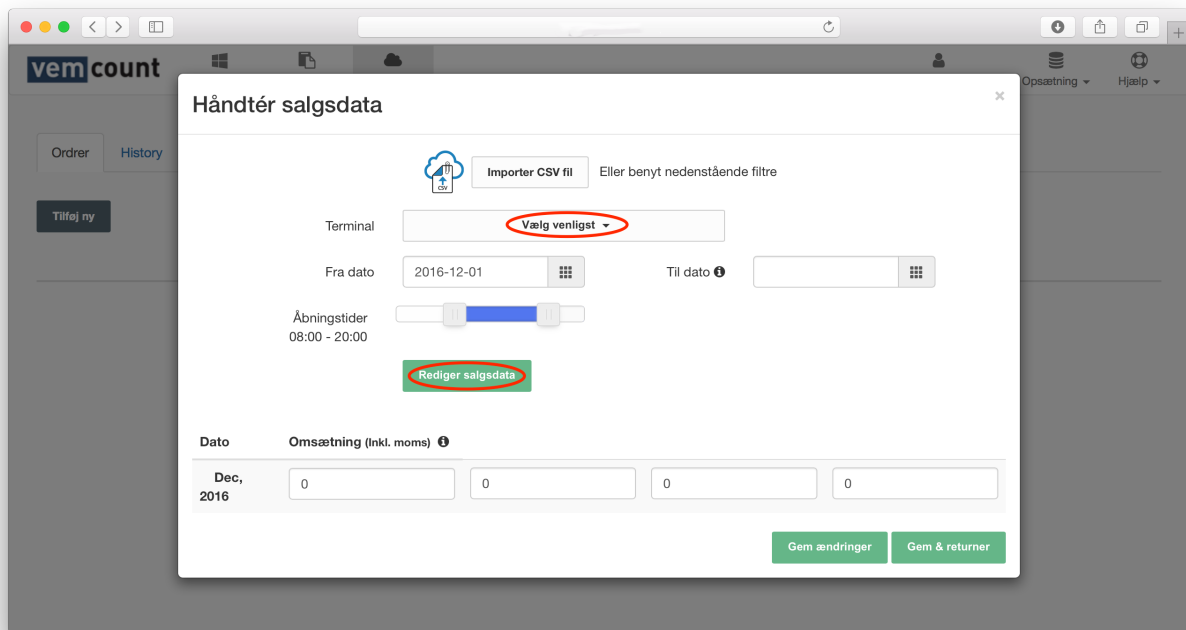 vemcount
Opsætning
Hjælp
Håndtér salgsdata
×
Ordrer
History
CSV
Importer CSV fil
Eller benyt nedenstående filtre
Tilføj ny
Terminal
Vælg venligst
Fra dato
2016-12-01
Til dato
Åbningstider
08:00 - 20:00
Rediger salgsdata
Dato
Omsætning (Inkl. moms)
Dec,
2016
0
0
0
0
Gem ændringer
Gem & returner